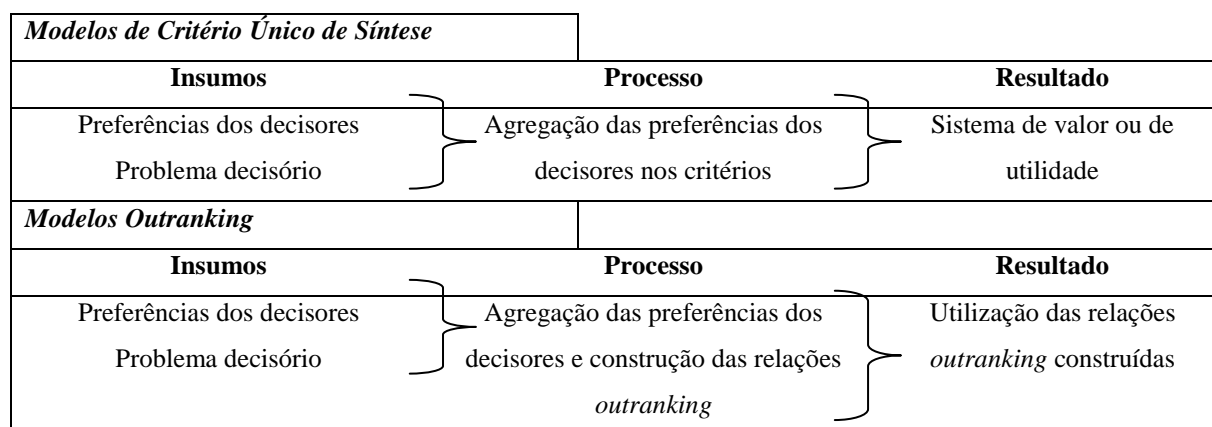 Modelos de Critério Único de Síntese
Insumos Processo Resultado
Preferências dos decisores Agregação das preferências dos Sistema de valor ou de
Problema decisório decisores nos critérios utilidade
Modelos Outranking
Insumos Processo Resultado
Preferências dos decisores Agregação das preferências dos Utilização das relações
Problema decisório decisores e construção das relações outranking construídas
outranking